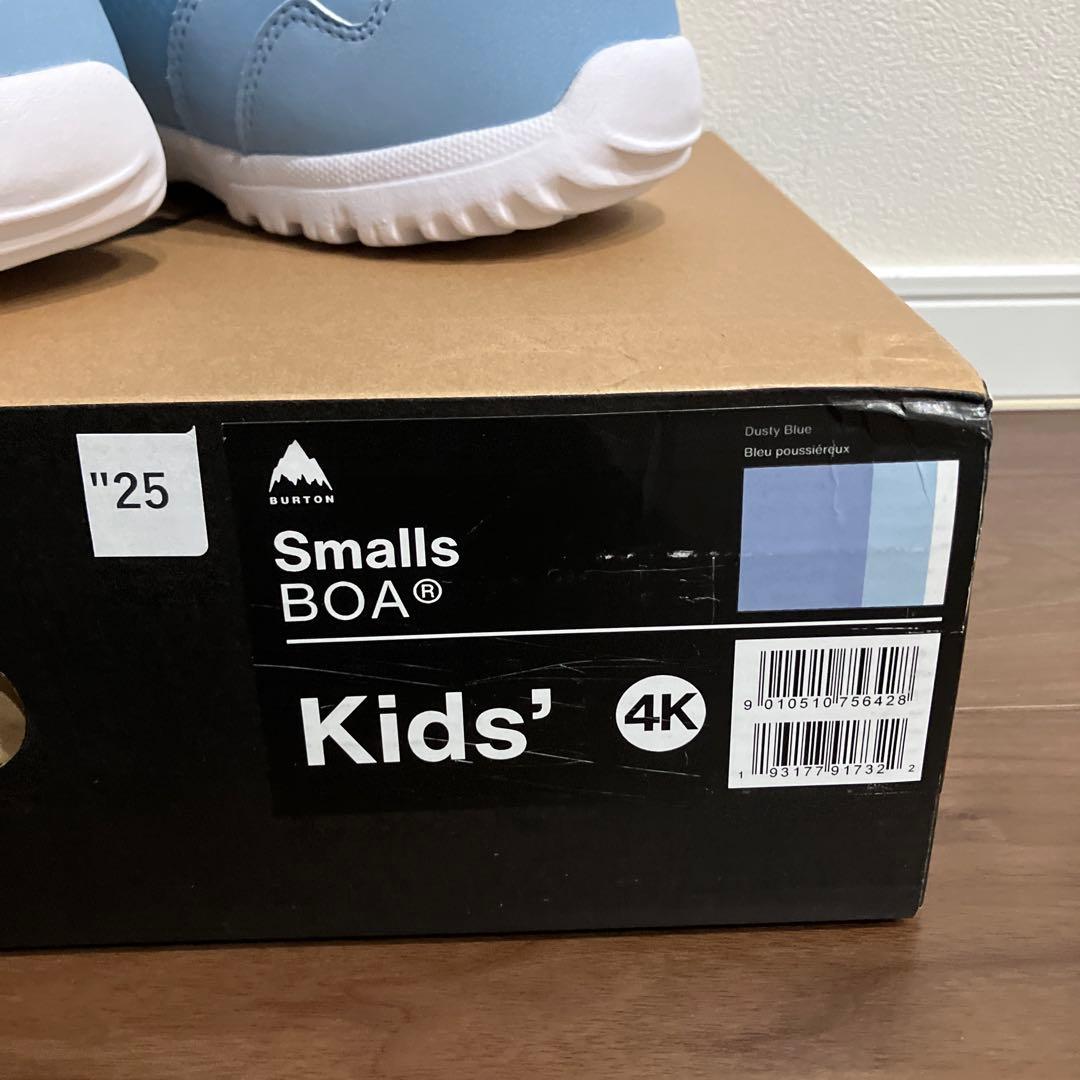 "25
BURTON
Smalls
BOA®
Kids’
4K
Dusty Blue
Bleu poussiéreux
9 010510 756428
1 93177 91732 2